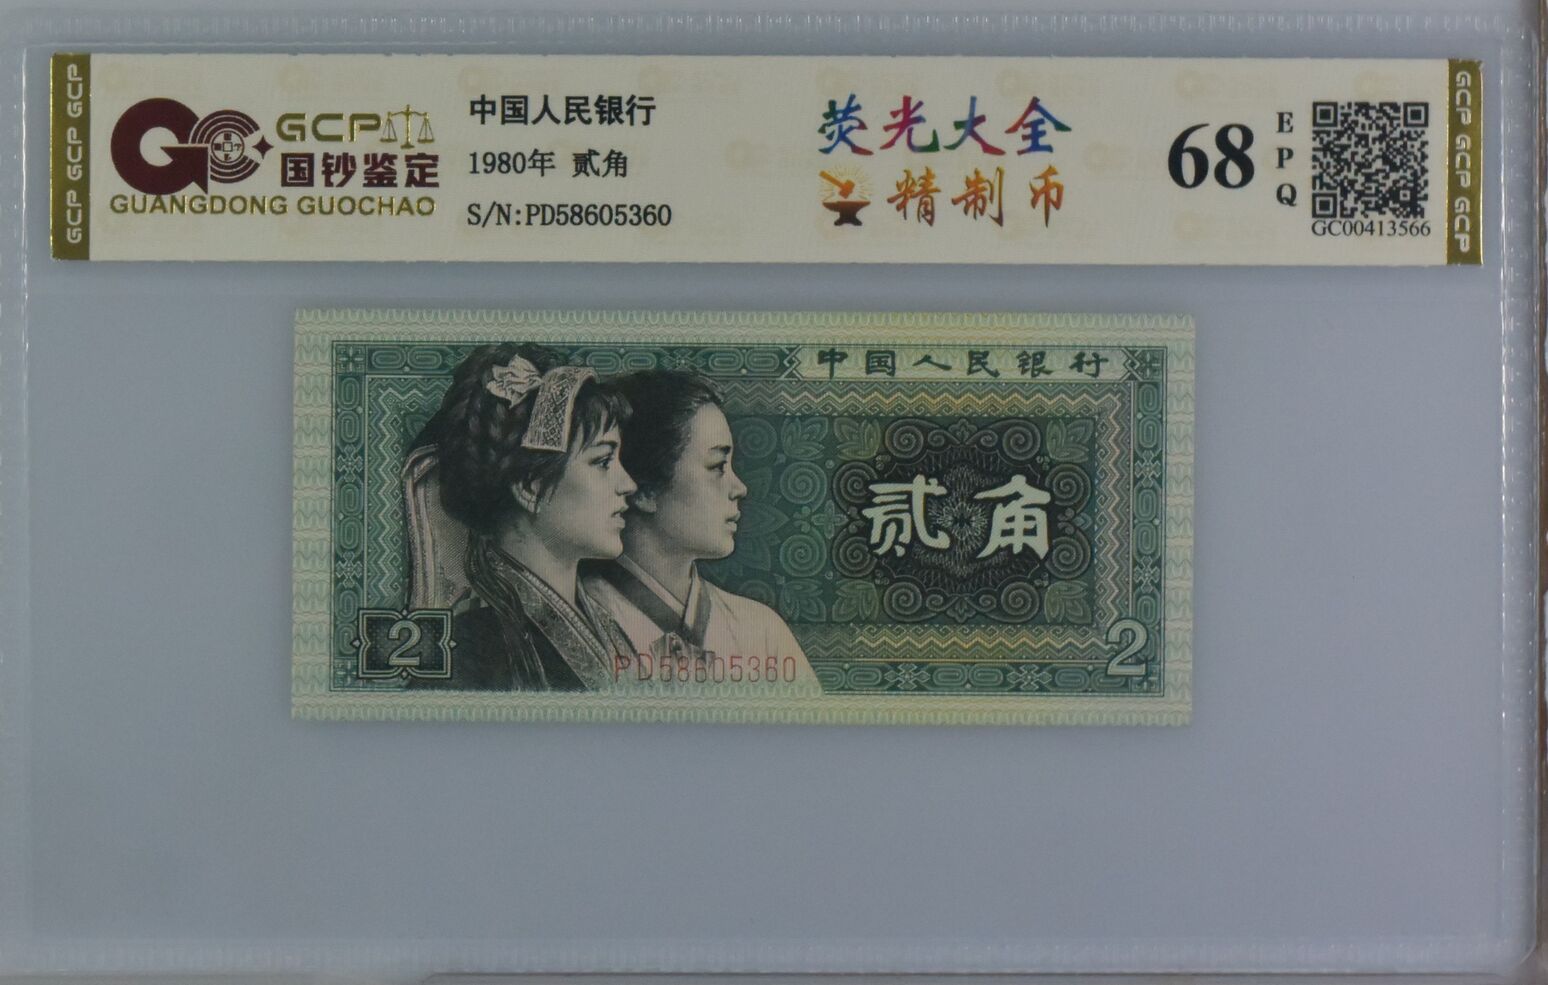 GCP GCP GCP
GCP
国钞鉴定
GUANGDONG GUOCHAO
中国人民银行
1980年 贰角
S/N:PD58605360
荧光大全
精制币
68
EPQ
GC00413566
GCP GCP GCP
中国人民银行
贰角
2
PD58605360
2